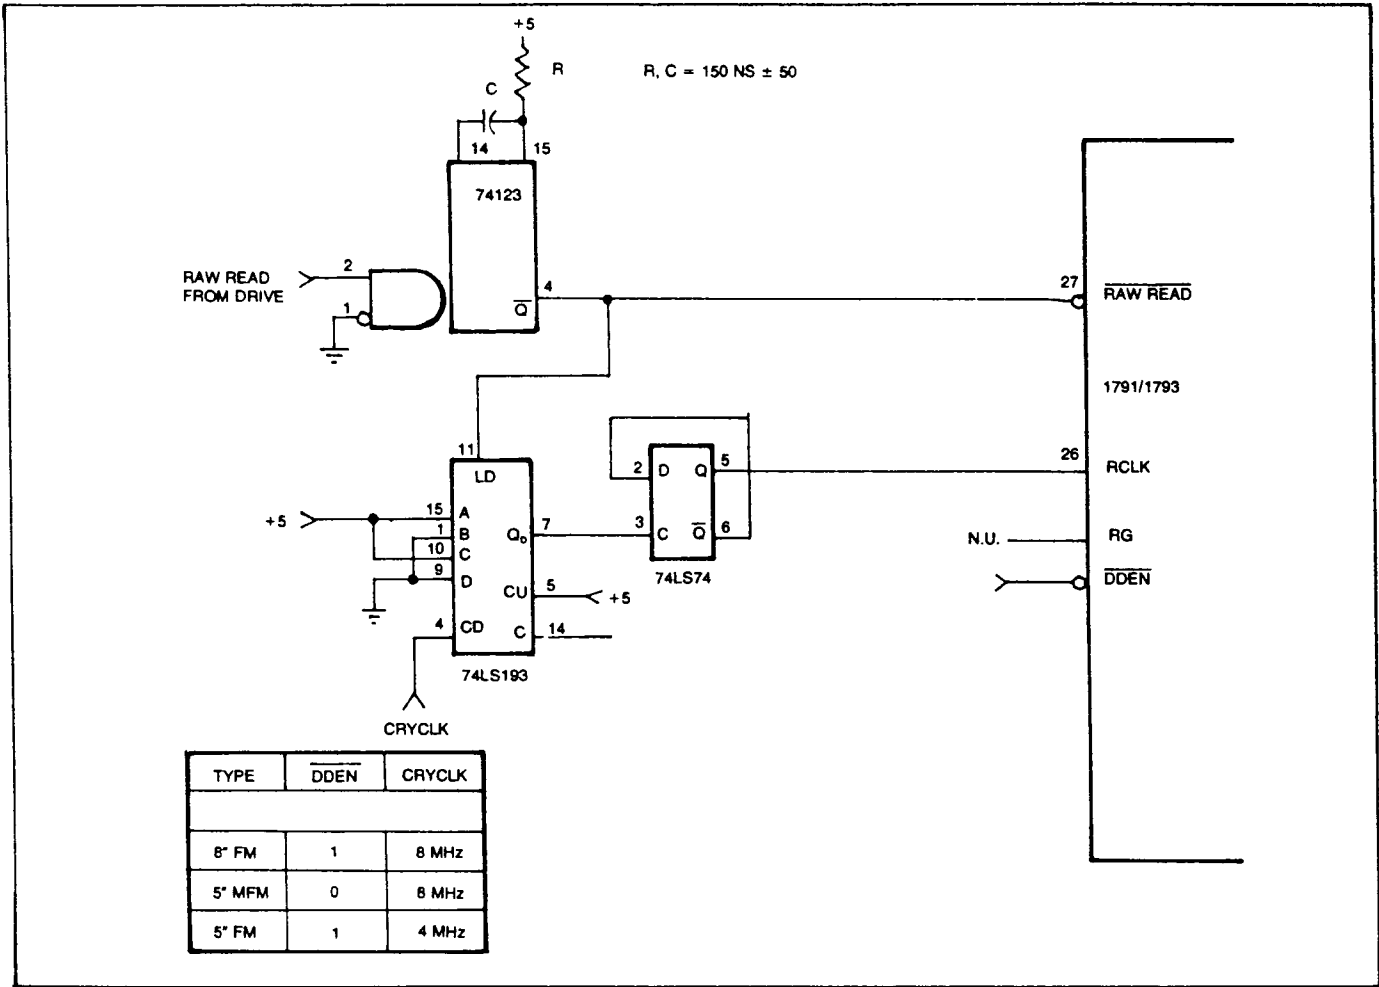 +5
R
R, C = 150 NS ± 50
C
14
15
74123
RAW READ
FROM DRIVE
2
1
4
Q
27
RAW READ
1791/1793
11
LD
2
D
Q
5
26
RCLK
+5
15
A
1
B
10
C
9
D
QD
7
3
C
Q
6
N.U.
RG
DDEN
74LS74
CU
5
+5
4
CD
C
14
74LS193
CRYCLK
TYPE DDEN CRYCLK
8" FM 1 8 MHz
5" MFM 0 8 MHz
5" FM 1 4 MHz